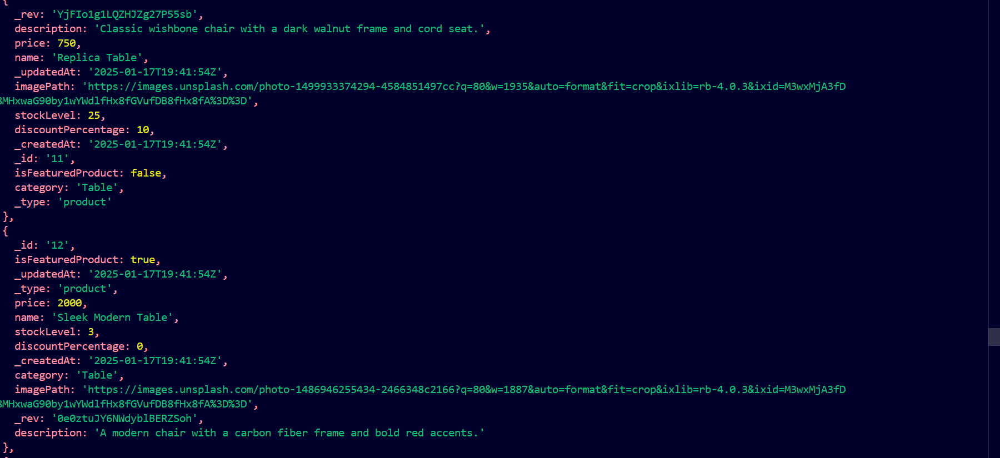 {
_rev: 'YjFIo1g1LQZHJZg27P55sb',
description: 'Classic wishbone chair with a dark walnut frame and cord seat.',
price: 750,
name: 'Replica Table',
_updatedAt: '2025-01-17T19:41:54Z',
imagePath: 'https://images.unsplash.com/photo-1499933374294-4584851497cc?q=80&w=1935&auto=format&fit=crop&ixlib=rb-4.0.3&ixid=M3wxMjA3fD
8MHxwaG90by1wYWdlfHx8fGVufDB8fHx8fA%3D%3D',
stockLevel: 25,
discountPercentage: 10,
_createdAt: '2025-01-17T19:41:54Z',
_id: '11',
isFeaturedProduct: false,
category: 'Table',
_type: 'product'
},
{
_id: '12',
isFeaturedProduct: true,
_updatedAt: '2025-01-17T19:41:54Z',
_type: 'product',
price: 2000,
name: 'Sleek Modern Table',
stockLevel: 3,
discountPercentage: 0,
_createdAt: '2025-01-17T19:41:54Z',
category: 'Table',
imagePath: 'https://images.unsplash.com/photo-1486946255434-2466348c2166?q=80&w=1887&auto=format&fit=crop&ixlib=rb-4.0.3&ixid=M3wxMjA3fD
8MHxwaG90by1wYWdlfHx8fGVufDB8fHx8fA%3D%3D',
_rev: '0e0ztuJY6NWdyblBERZSoh',
description: 'A modern chair with a carbon fiber frame and bold red accents.'
},